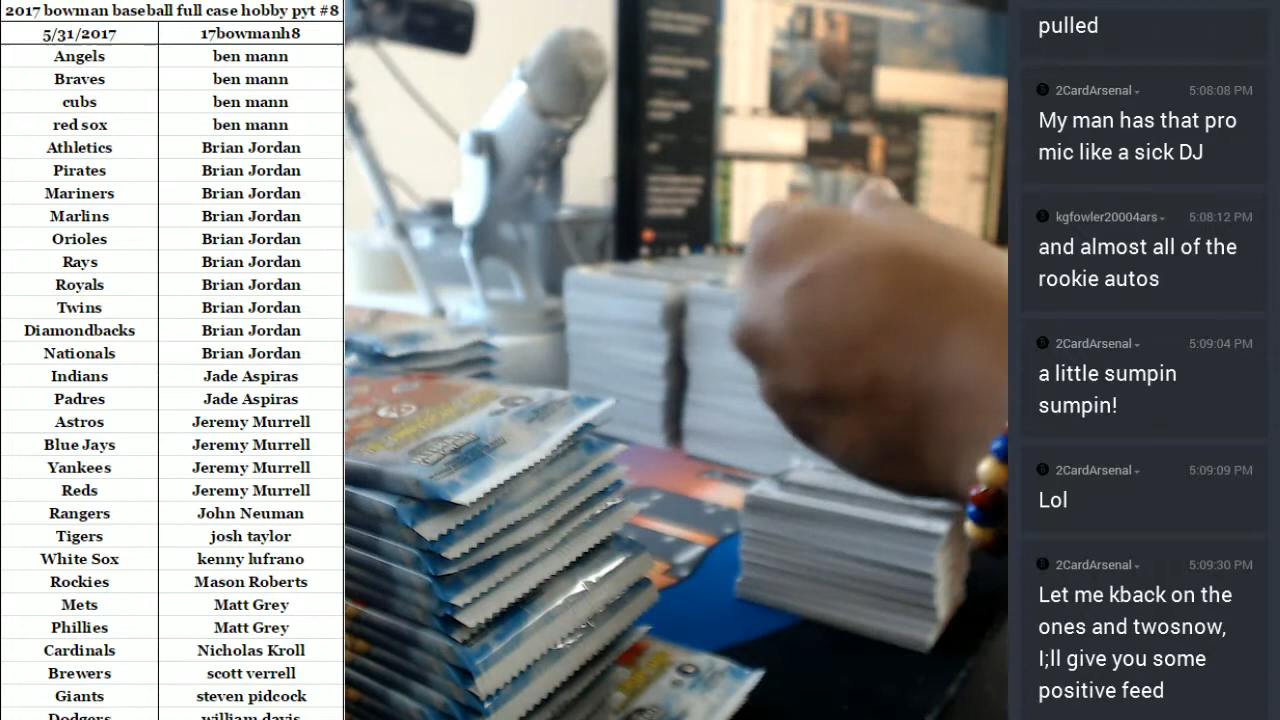 2017 bowman baseball full case hobby pyt #8
5/31/2017 17bowmanh8
Angels ben mann
Braves ben mann
cubs ben mann
red sox ben mann
Athletics Brian Jordan
Pirates Brian Jordan
Mariners Brian Jordan
Marlins Brian Jordan
Orioles Brian Jordan
Rays Brian Jordan
Royals Brian Jordan
Twins Brian Jordan
Diamondbacks Brian Jordan
Nationals Brian Jordan
Indians Jade Aspiras
Padres Jade Aspiras
Astros Jeremy Murrell
Blue Jays Jeremy Murrell
Yankees Jeremy Murrell
Reds Jeremy Murrell
Rangers John Neuman
Tigers josh taylor
White Sox kenny lufrano
Rockies Mason Roberts
Mets Matt Grey
Phillies Matt Grey
Cardinals Nicholas Kroll
Brewers scott verrell
Giants steven pidcock
Dodgers william davis
pulled
2CardArsenal 5:08:08 PM
My man has that pro
mic like a sick DJ
kgfowler20004ars 5:08:12 PM
and almost all of the
rookie autos
2CardArsenal 5:09:04 PM
a little sumpin
sumpin!
2CardArsenal 5:09:09 PM
Lol
2CardArsenal 5:09:30 PM
Let me kback on the
ones and twosnow,
I;ll give you some
positive feed